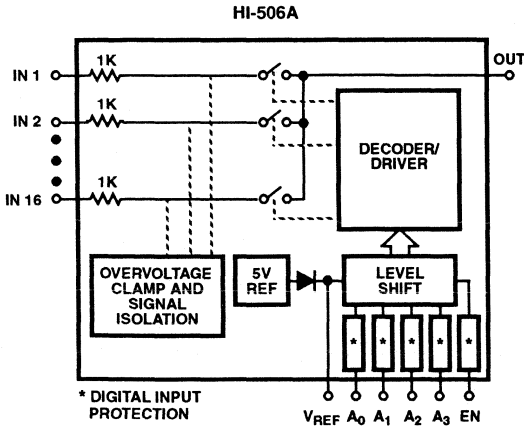 HI-506A
IN 1
1K
OUT
IN 2
1K
DECODER/
DRIVER
IN 16
1K
OVERVOLTAGE
CLAMP AND
SIGNAL
ISOLATION
5V
REF
LEVEL
SHIFT
* * * * *
* DIGITAL INPUT
PROTECTION
VREF A0 A1 A2 A3 EN